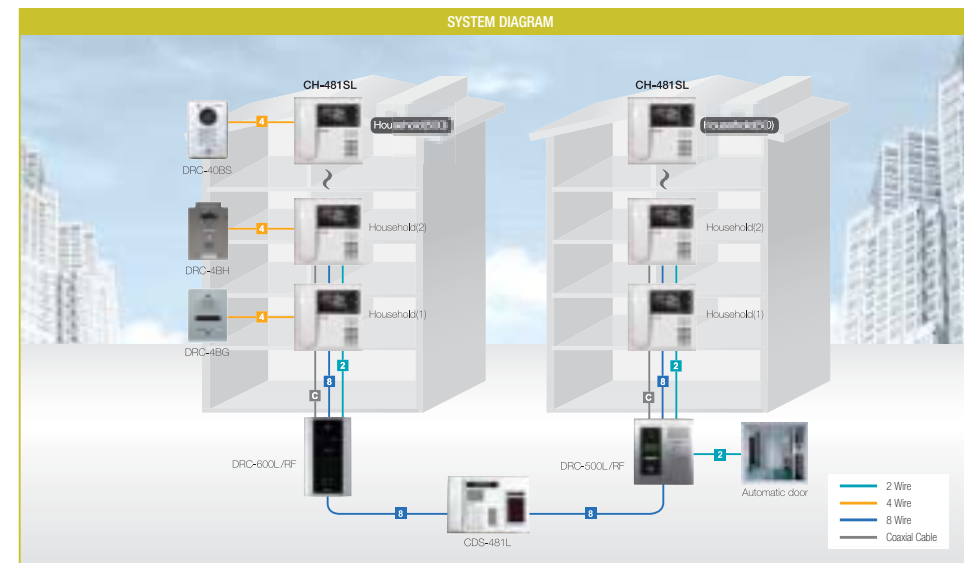 SYSTEM DIAGRAM
CH-481SL
CH-481SL
4
DRC-40BS
4
Household(2)
Household(2)
DRC-4BH
4
Household(1)
Household(1)
DRC-4BG
2
2
8
8
C
C
DRC-600L/RF
DRC-500L/RF
2
Automatic door
8
8
CDS-481L
2 Wire
4 Wire
8 Wire
Coaxial Cable